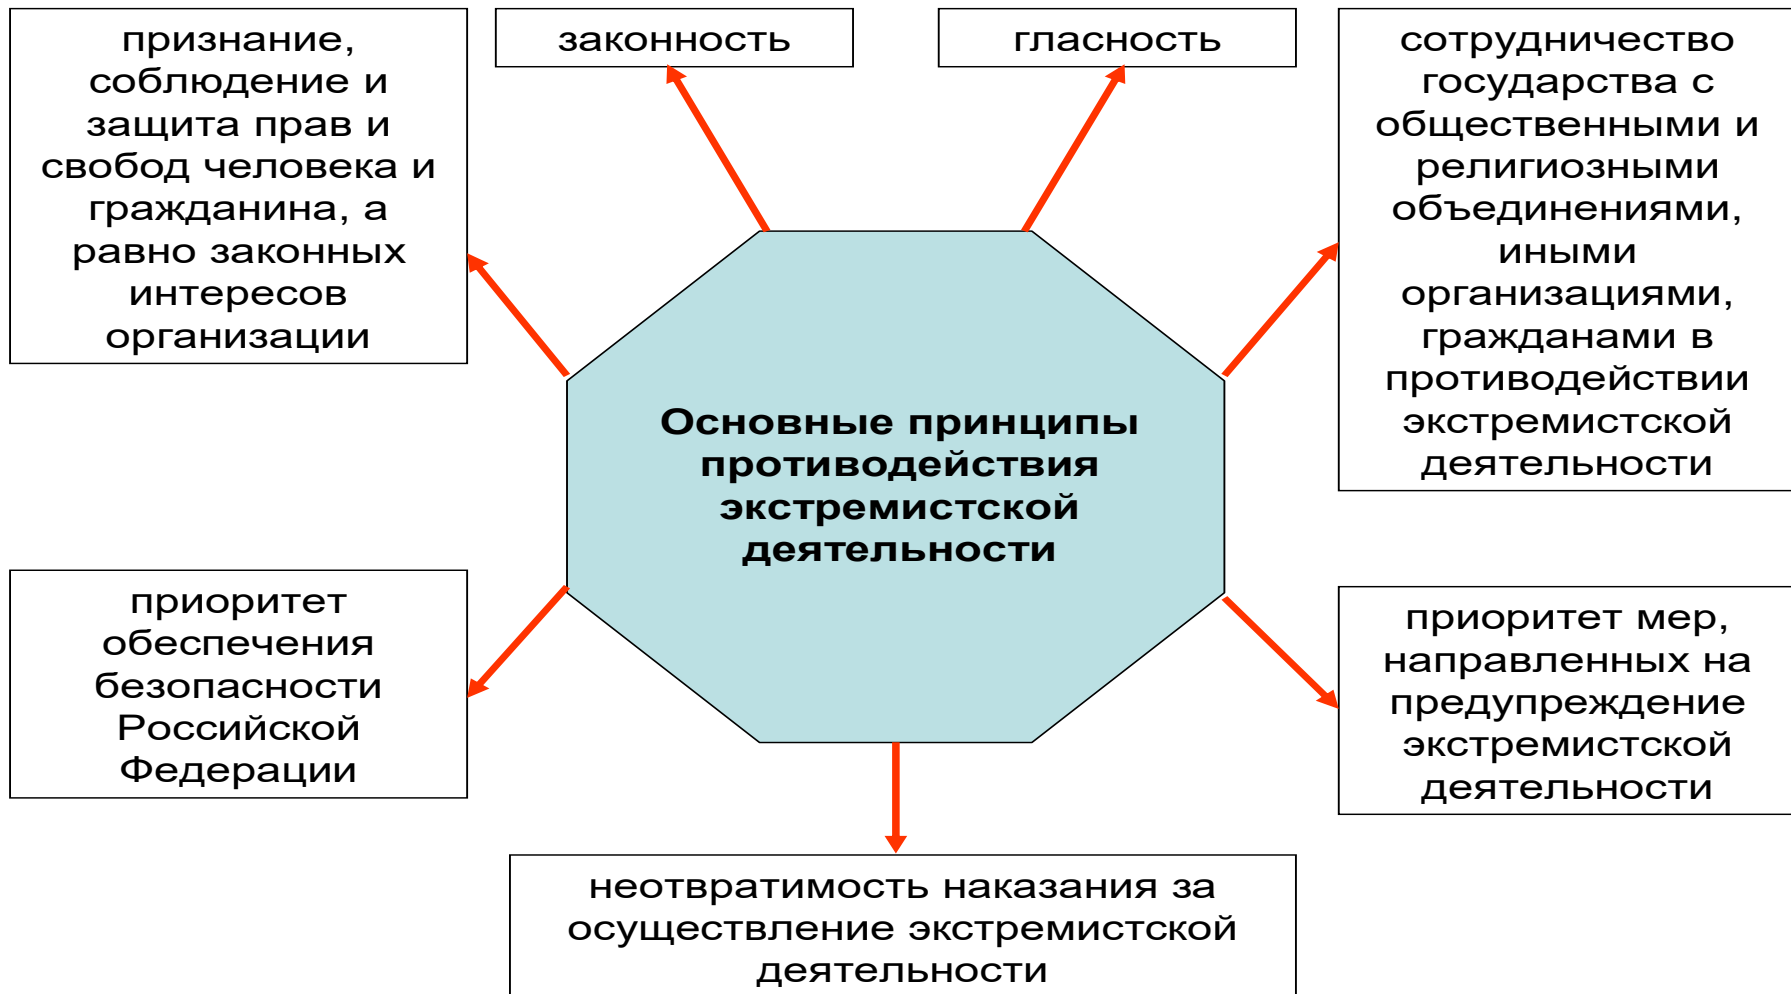 признание,
соблюдение и
защита прав и
свобод человека и
гражданина, а
равно законных
интересов
организации
законность
гласность
сотрудничество
государства с
общественными и
религиозными
объединениями,
иными
организациями,
гражданами в
противодействии
экстремистской
деятельности
Основные принципы
противодействия
экстремистской
деятельности
приоритет
обеспечения
безопасности
Российской
Федерации
приоритет мер,
направленных на
предупреждение
экстремистской
деятельности
неотвратимость наказания за
осуществление экстремистской
деятельности